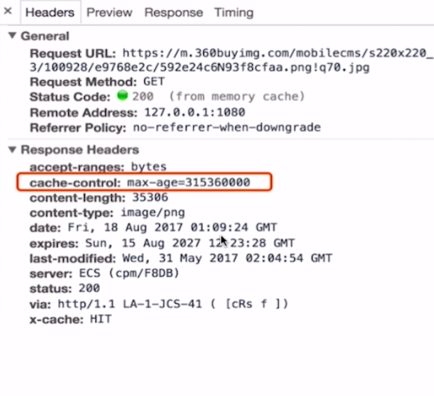 × Headers Preview Response Timing
▼ General
Request URL: https://m.360buyimg.com/mobilecms/s220x220_
3/100928/e9768e2c/592e24c6N93f8cfaa.png!q70.jpg
Request Method: GET
Status Code: 200 (from memory cache)
Remote Address: 127.0.0.1:1080
Referrer Policy: no-referrer-when-downgrade
▼ Response Headers
accept-ranges: bytes
cache-control: max-age=315360000
content-length: 35306
content-type: image/png
date: Fri, 18 Aug 2017 01:09:24 GMT
expires: Sun, 15 Aug 2027 12:23:28 GMT
last-modified: Wed, 31 May 2017 02:04:54 GMT
server: ECS (cpm/F8DB)
status: 200
via: http/1.1 LA-1-JCS-41 ( [cRs f ])
x-cache: HIT